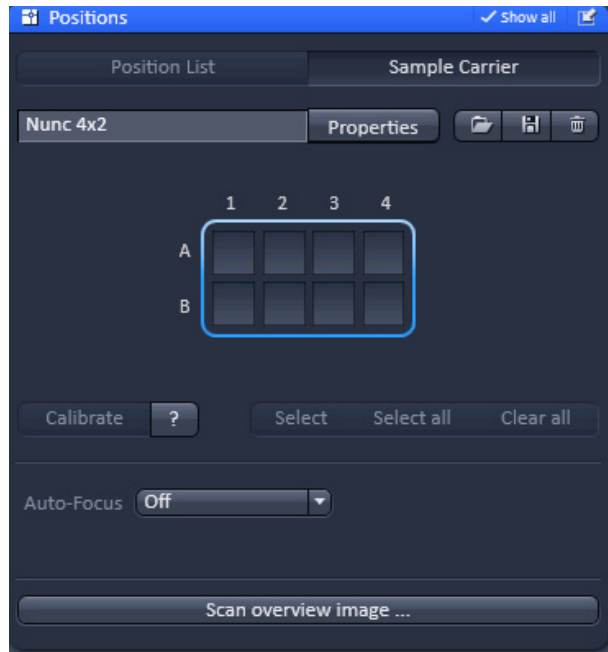 Positions Show all
Position List Sample Carrier
Nunc 4x2 Properties
1 2 3 4
A
B
Calibrate ? Select Select all Clear all
Auto-Focus Off
Scan overview image ...